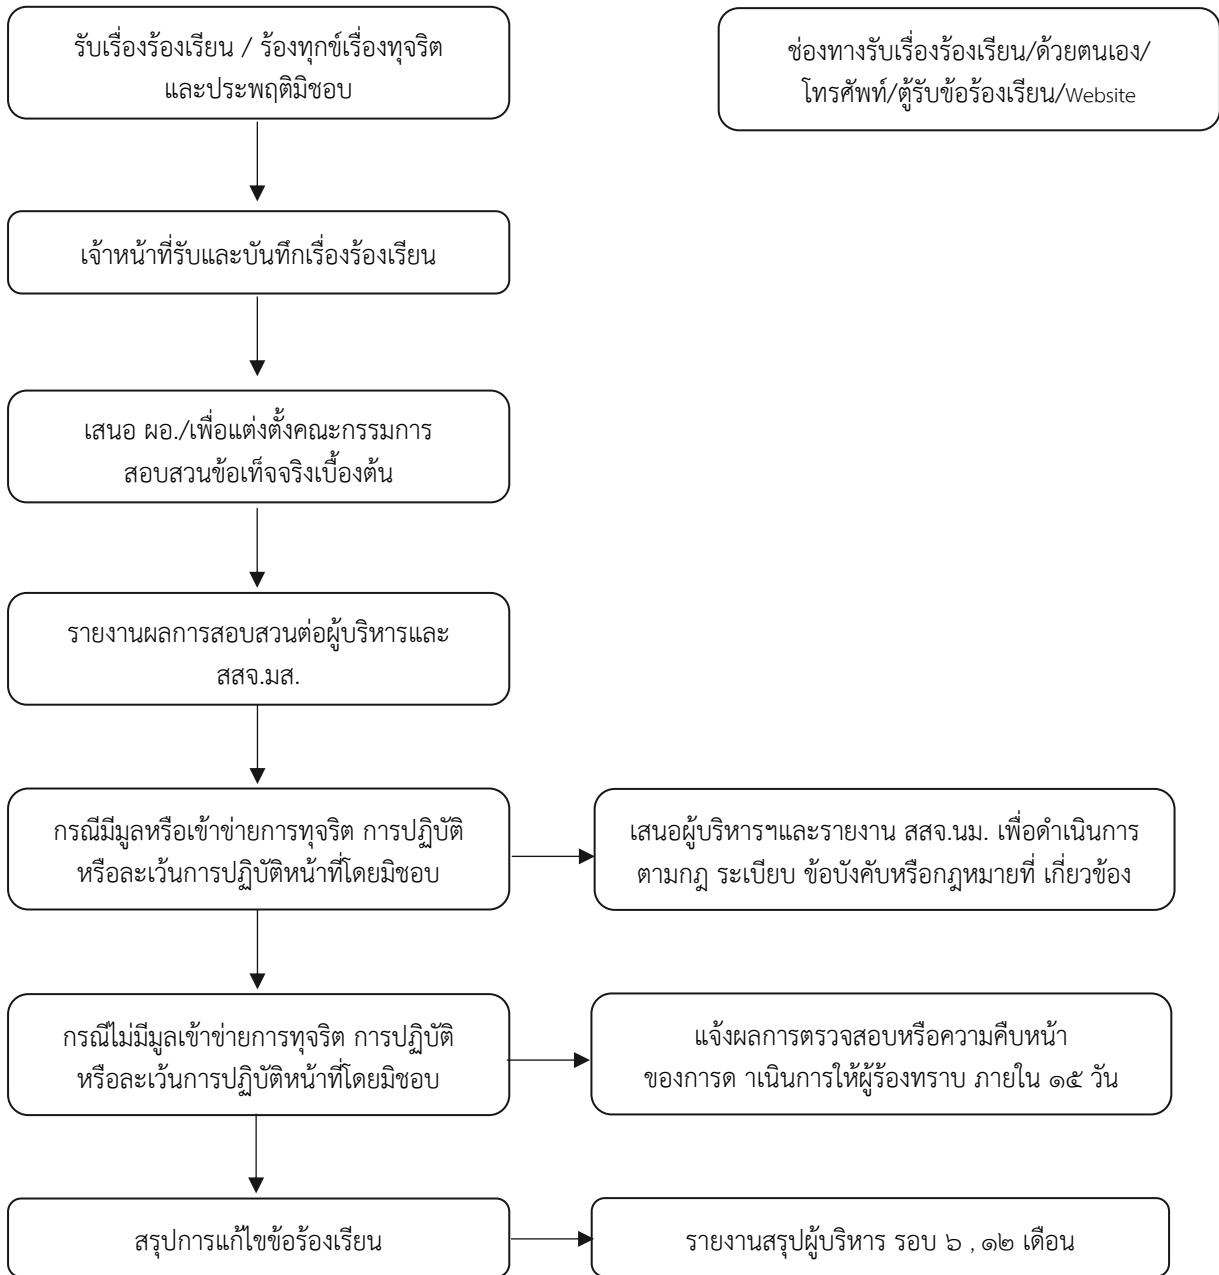 รับเรื่องร้องเรียน / ร้องทุกข์เรื่องทุจริต
และประพฤติมิชอบ
ช่องทางรับเรื่องร้องเรียน/ด้วยตนเอง/
โทรศัพท์/ตู้รับข้อร้องเรียน/Website
เจ้าหน้าที่รับและบันทึกเรื่องร้องเรียน
เสนอ ผอ./เพื่อแต่งตั้งคณะกรรมการ
สอบสวนข้อเท็จจริงเบื้องต้น
รายงานผลการสอบสวนต่อผู้บริหารและ
สสจ.มส.
กรณีมีมูลหรือเข้าข่ายการทุจริต การปฏิบัติ
หรือละเว้นการปฏิบัติหน้าที่โดยมิชอบ
เสนอผู้บริหารฯและรายงาน สสจ.นม. เพื่อดำเนินการ
ตามกฎ ระเบียบ ข้อบังคับหรือกฎหมายที่ เกี่ยวข้อง
กรณีไม่มีมูลเข้าข่ายการทุจริต การปฏิบัติ
หรือละเว้นการปฏิบัติหน้าที่โดยมิชอบ
แจ้งผลการตรวจสอบหรือความคืบหน้า
ของการด าเนินการให้ผู้ร้องทราบ ภายใน ๑๕ วัน
สรุปการแก้ไขข้อร้องเรียน
รายงานสรุปผู้บริหาร รอบ ๖ , ๑๒ เดือน